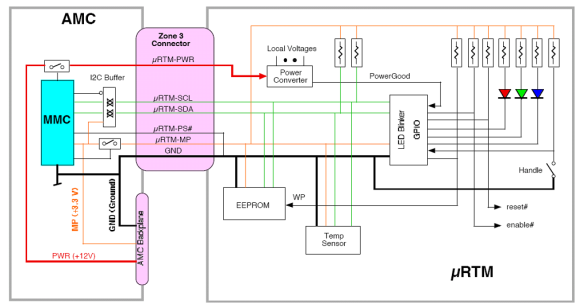 AMC
µRTM
Zone 3
Connector
µRTM-PWR
Local Voltages
I2C Buffer
Power
Converter
PowerGood
µRTM-SCL
µRTM-SDA
MMC
µRTM-PS#
µRTM-MP
GND
LED Blinker
GPIO
Handle
MP (+3.3 V)
GND (Ground)
AMC Backplane
EEPROM
WP
reset#
enable#
Temp
Sensor
PWR (+12V)
µRTM